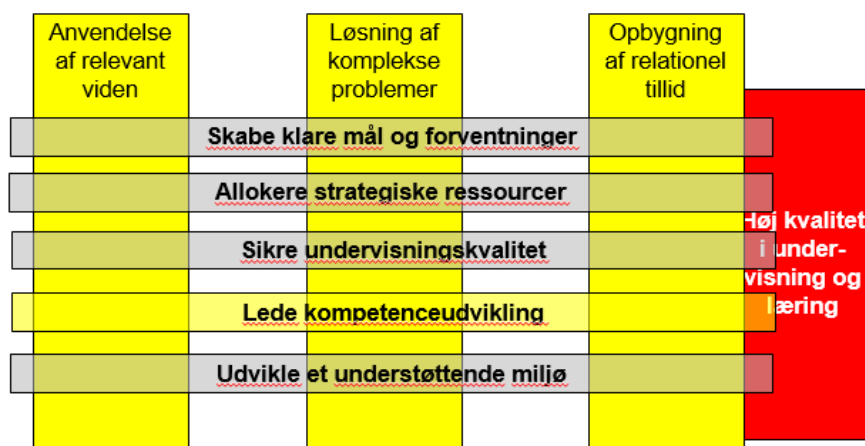 Anvendelse
af relevant
viden
Løsning af
komplekse
problemer
Opbygning
af relationel
tillid
Skabe klare mål og forventninger
Allokere strategiske ressourcer
Sikre undervisningskvalitet
Lede kompetenceudvikling
Udvikle et understøttende miljø
Høj kvalitet
i under-
visning og
læring